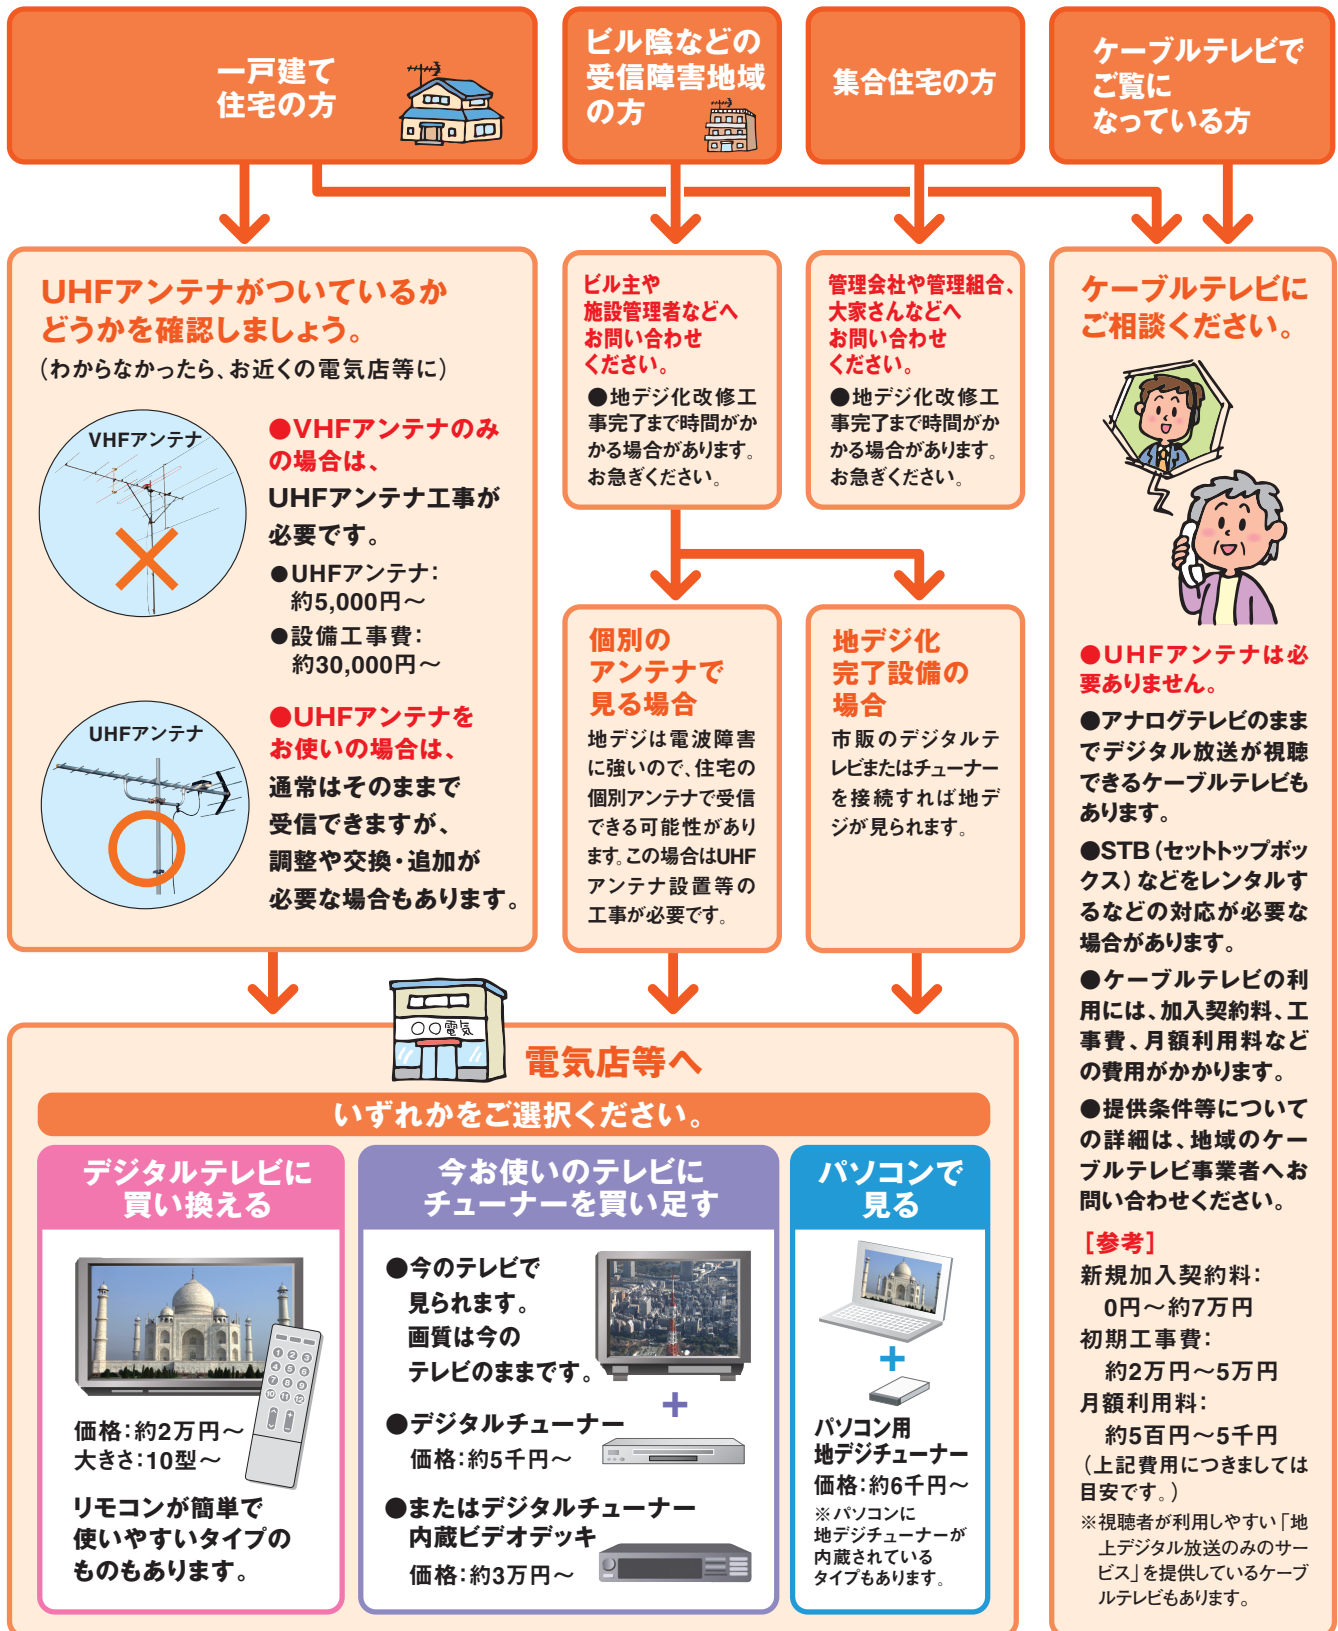 一戸建て
住宅の方
ビル陰などの
受信障害地域
の方
集合住宅の方
ケーブルテレビで
ご覧に
なっている方
UHFアンテナがついているか
どうかを確認しましょう。
(わからなかったら、お近くの電気店等に)
VHFアンテナ
●VHFアンテナのみ
の場合は、
UHFアンテナ工事が
必要です。
●UHFアンテナ：
約5,000円～
●設備工事費：
約30,000円～
UHFアンテナ
●UHFアンテナを
お使いの場合は、
通常はそのままで
受信できますが、
調整や交換・追加が
必要な場合もあります。
ビル主や
施設管理者などへ
お問い合わせ
ください。
●地デジ化改修工
事完了まで時間がか
かる場合があります。
お急ぎください。
管理会社や管理組合、
大家さんなどへ
お問い合わせ
ください。
●地デジ化改修工
事完了まで時間がか
かる場合があります。
お急ぎください。
個別の
アンテナで
見る場合
地デジは電波障害
に強いので、住宅の
個別アンテナで受信
できる可能性があり
ます。この場合はUHF
アンテナ設置等の
工事が必要です。
地デジ化
完了設備の
場合
市販のデジタルテ
レビまたはチューナー
を接続すれば地デ
ジが見られます。
ケーブルテレビに
ご相談ください。
●UHFアンテナは必
要ありません。
●アナログテレビのまま
でデジタル放送が視聴
できるケーブルテレビも
あります。
●STB（セットトップボッ
クス）などをレンタルす
るなどの対応が必要な
場合があります。
●ケーブルテレビの利
用には、加入契約料、工
事費、月額利用料など
の費用がかかります。
●提供条件等について
の詳細は、地域のケー
ブルテレビ事業者へお
問い合わせください。
［参考］
新規加入契約料：
0円～約7万円
初期工事費：
約2万円～5万円
月額利用料：
約5百円～5千円
（上記費用につきましては
目安です。）
※視聴者が利用しやすい「地
上デジタル放送のみのサー
ビス」を提供しているケーブ
ルテレビもあります。
〇〇電気
電気店等へ
いずれかをご選択ください。
デジタルテレビに
買い換える
1 2 3
4 5 6
7 8 9
10 11 12
価格：約2万円～
大きさ：10型～
リモコンが簡単で
使いやすいタイプの
ものもあります。
今お使いのテレビに
チューナーを買い足す
●今のテレビで
見られます。
画質は今の
テレビのままです。
+
●デジタルチューナー
価格：約5千円～
●またはデジタルチューナー
内蔵ビデオデッキ
価格：約3万円～
パソコンで
見る
+
パソコン用
地デジチューナー
価格：約6千円～
※パソコンに
地デジチューナーが
内蔵されている
タイプもあります。